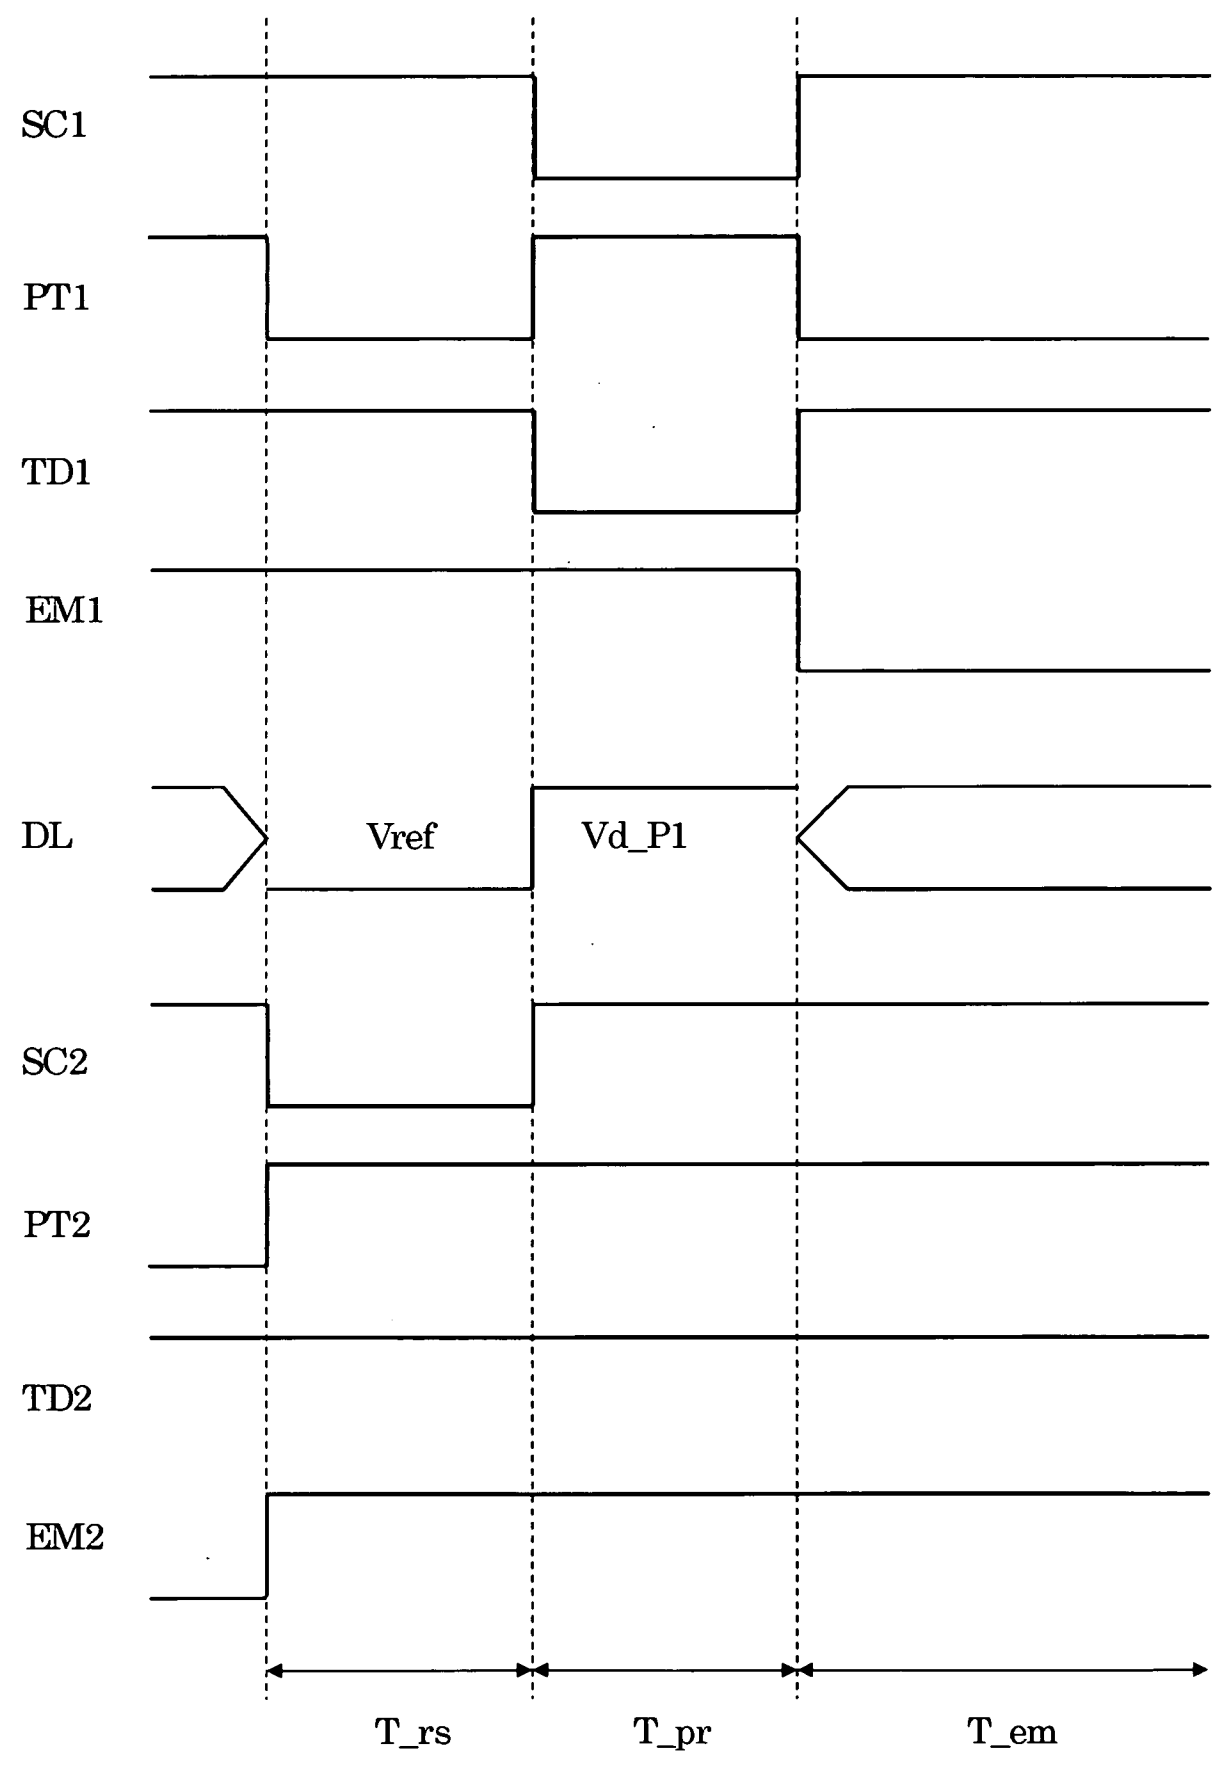 SC1
PT1
TD1
EM1
DL
Vref
Vd_P1
SC2
PT2
TD2
EM2
T_rs
T_pr
T_em